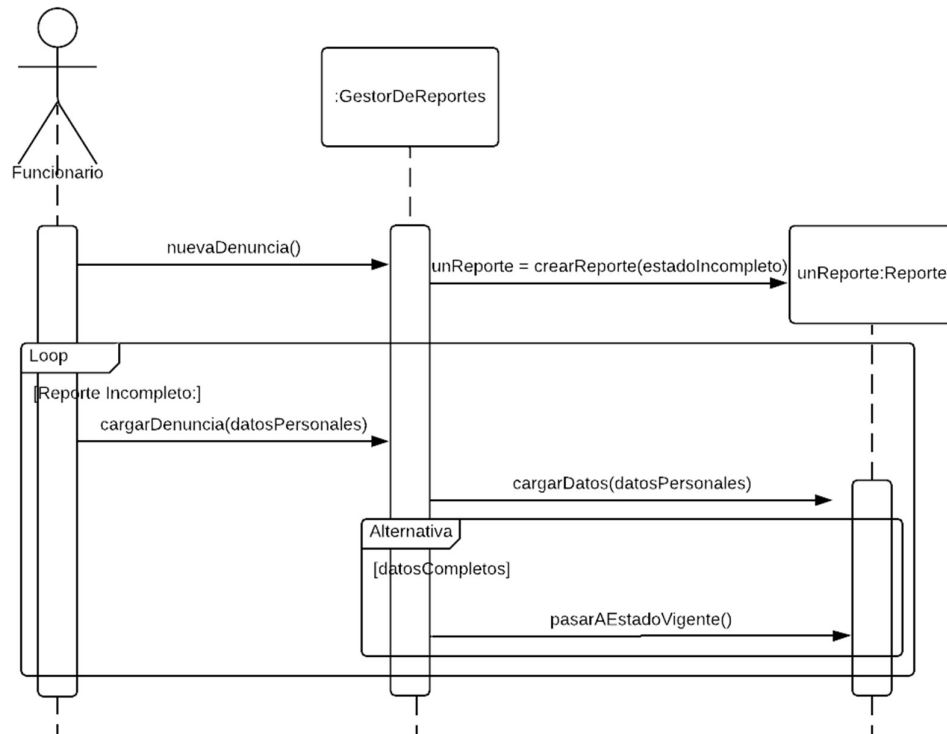 :GestorDeReportes
Funcionario
nuevaDenuncia()
unReporte = crearReporte(estadoIncompleto)
unReporte:Reporte
Loop
[Reporte Incompleto:]
cargarDenuncia(datosPersonales)
cargarDatos(datosPersonales)
Alternativa
[datosCompletos]
pasarAEstadoVigente()